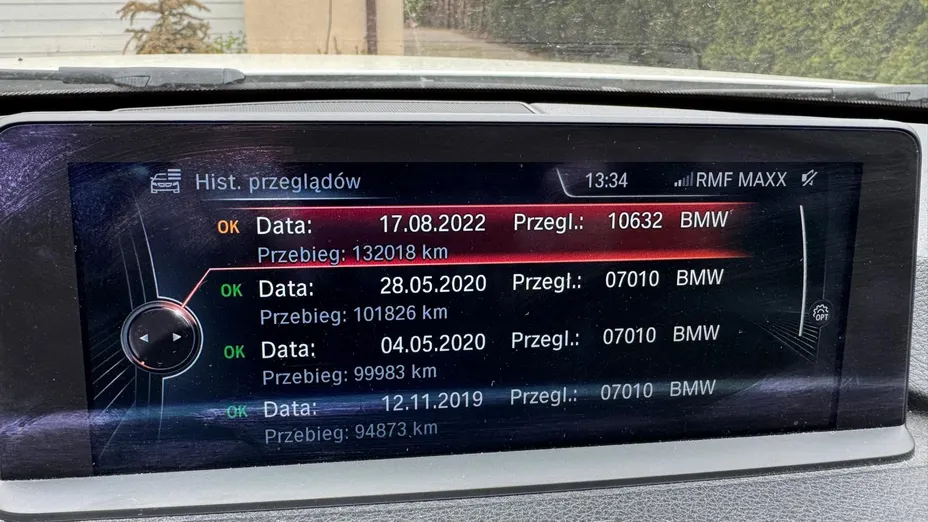 Hist. przeglądów 13:34 RMF MAXX
OK Data: 17.08.2022 Przegl.: 10632 BMW
Przebieg: 132018 km
OK Data: 28.05.2020 Przegl.: 07010 BMW
Przebieg: 101826 km
OK Data: 04.05.2020 Przegl.: 07010 BMW
Przebieg: 99983 km
OK Data: 12.11.2019 Przegl.: 07010 BMW
Przebieg: 94873 km
OPT